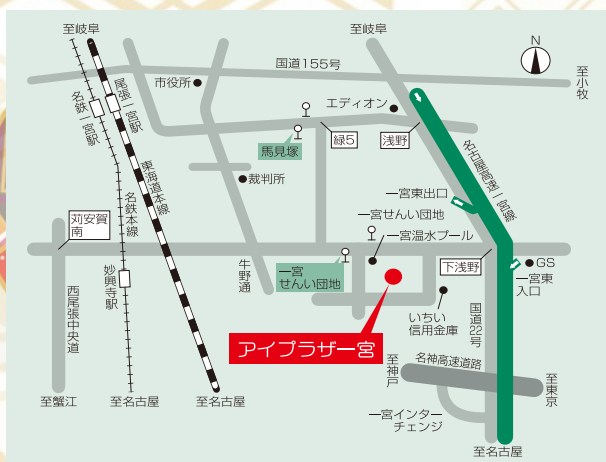 至岐阜
至岐阜
N
国道155号
至小牧
市役所
エディオン
名鉄一宮駅
尾張一宮駅
馬見塚
緑5
浅野
名古屋高速一宮線
東海道本線
裁判所
一宮東出口
一宮せんい団地
苅安賀
南
名鉄本線
一宮温水プール
下浅野
GS
一宮東
入口
牛野通
一宮
せんい団地
妙興寺駅
西尾張中央道
いちい
信用金庫
国道22号
アイプラザ一宮
至神戸
名神高速道路
至東京
至蟹江
至名古屋
至名古屋
一宮インター
チェンジ
至名古屋